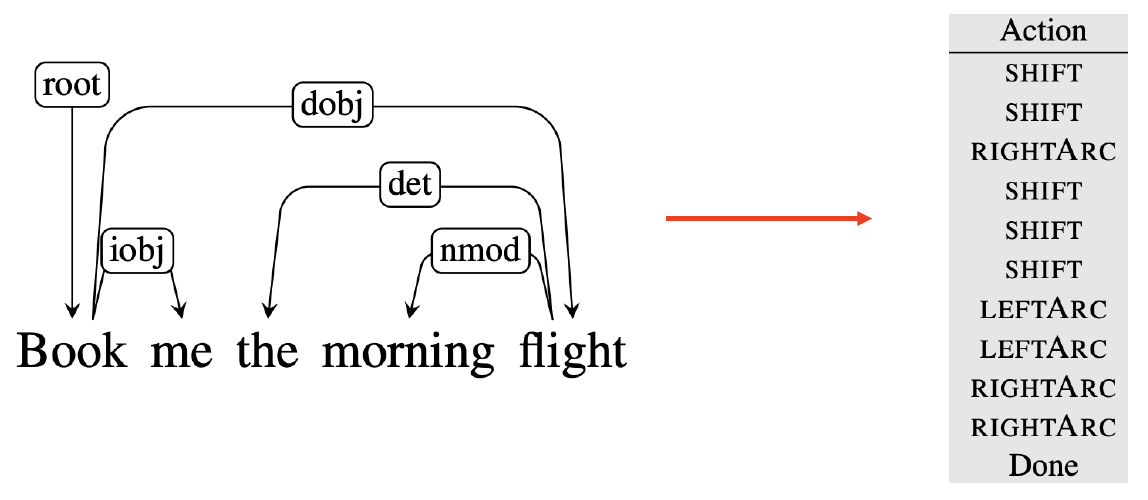 root
dobj
det
iobj
nmod
Book me the morning flight
Action
SHIFT
SHIFT
RIGHTARC
SHIFT
SHIFT
SHIFT
LEFTARC
LEFTARC
RIGHTARC
RIGHTARC
Done